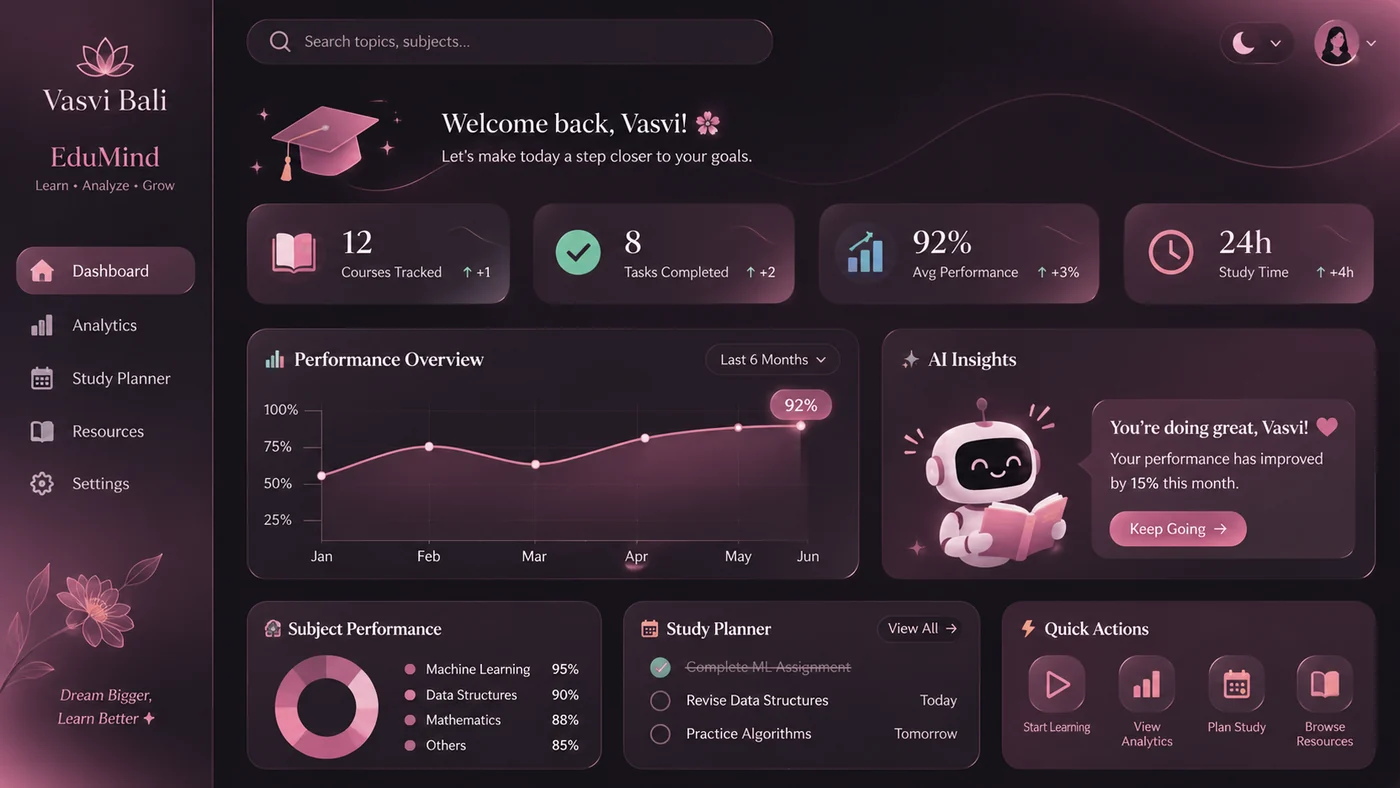 Vasvi Bali
EduMind
Learn • Analyze • Grow
Dashboard
Analytics
Study Planner
Resources
Settings
Dream Bigger,
Learn Better
Search topics, subjects...
Welcome back, Vasvi!
Let's make today a step closer to your goals.
12
Courses Tracked ↑ +1
8
Tasks Completed ↑ +2
92%
Avg Performance ↑ +3%
24h
Study Time ↑ +4h
Performance Overview
Last 6 Months
92%
100%
75%
50%
25%
Jan Feb Mar Apr May Jun
AI Insights
You're doing great, Vasvi!
Your performance has improved
by 15% this month.
Keep Going →
Subject Performance
Machine Learning 95%
Data Structures 90%
Mathematics 88%
Others 85%
Study Planner
View All →
Complete ML Assignment
Revise Data Structures Today
Practice Algorithms Tomorrow
Quick Actions
Start Learning
View
Analytics
Plan Study
Browse
Resources